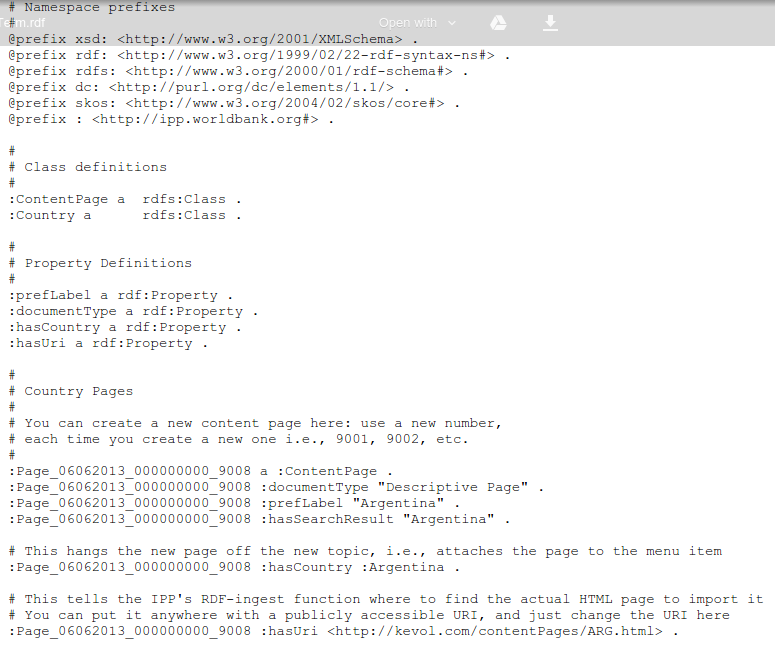 # Namespace prefixes
#
Term.rdf
Open with
@prefix xsd: <http://www.w3.org/2001/XMLSchema> .
@prefix rdf: <http://www.w3.org/1999/02/22-rdf-syntax-ns#> .
@prefix rdfs: <http://www.w3.org/2000/01/rdf-schema#> .
@prefix dc: <http://purl.org/dc/elements/1.1/> .
@prefix skos: <http://www.w3.org/2004/02/skos/core#> .
@prefix : <http://ipp.worldbank.org#> .
#
# Class definitions
#
:ContentPage a  rdfs:Class .
:Country a      rdfs:Class .
#
# Property Definitions
#
:prefLabel a rdf:Property .
:documentType a rdf:Property .
:hasCountry a rdf:Property .
:hasUri a rdf:Property .
#
# Country Pages
#
# You can create a new content page here: use a new number,
# each time you create a new one i.e., 9001, 9002, etc.
#
:Page_06062013_000000000_9008 a :ContentPage .
:Page_06062013_000000000_9008 :documentType "Descriptive Page" .
:Page_06062013_000000000_9008 :prefLabel "Argentina" .
:Page_06062013_000000000_9008 :hasSearchResult "Argentina" .
# This hangs the new page off the new topic, i.e., attaches the page to the menu item
:Page_06062013_000000000_9008 :hasCountry :Argentina .
# This tells the IPP's RDF-ingest function where to find the actual HTML page to import it
# You can put it anywhere with a publicly accessible URI, and just change the URI here
:Page_06062013_000000000_9008 :hasUri <http://kevol.com/contentPages/ARG.html> .